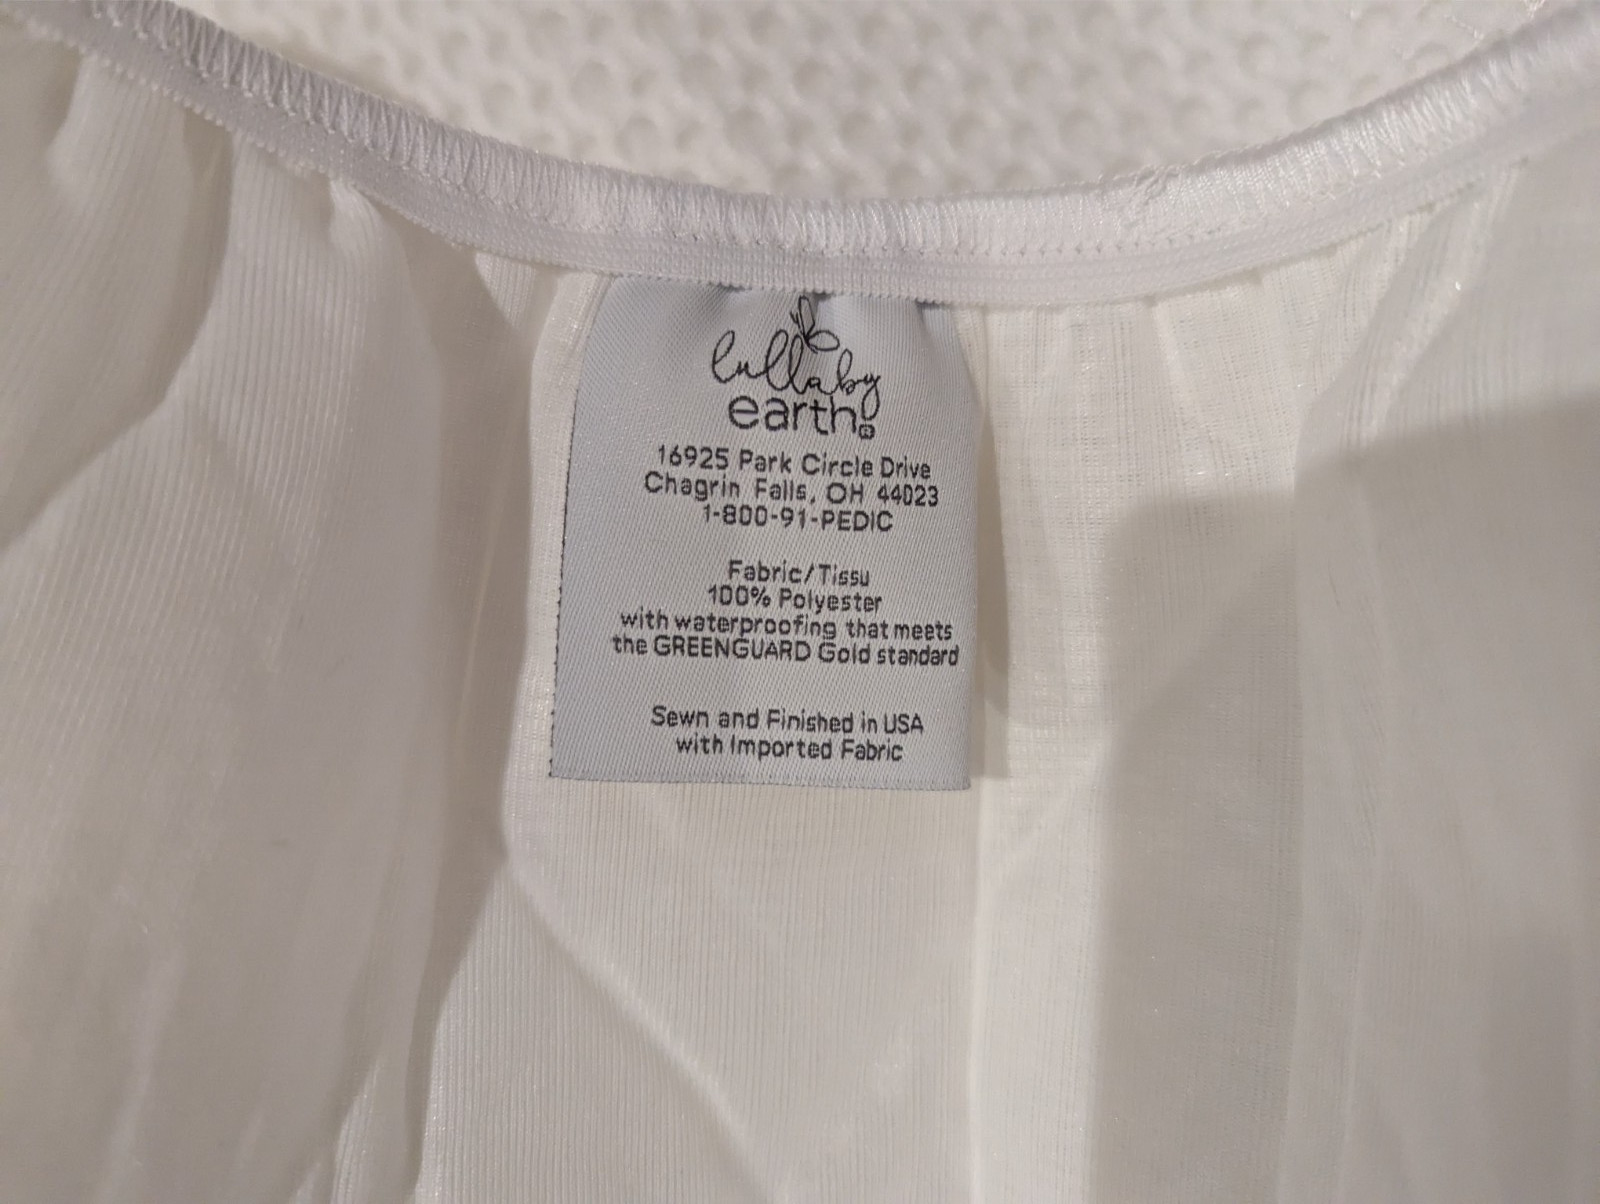 lullaby
earth®
16925 Park Circle Drive
Chagrin Falls, OH 44023
1-800-91-PEDIC
Fabric/Tissu
100% Polyester
with waterproofing that meets
the GREENGUARD Gold standard
Sewn and Finished in USA
with Imported Fabric